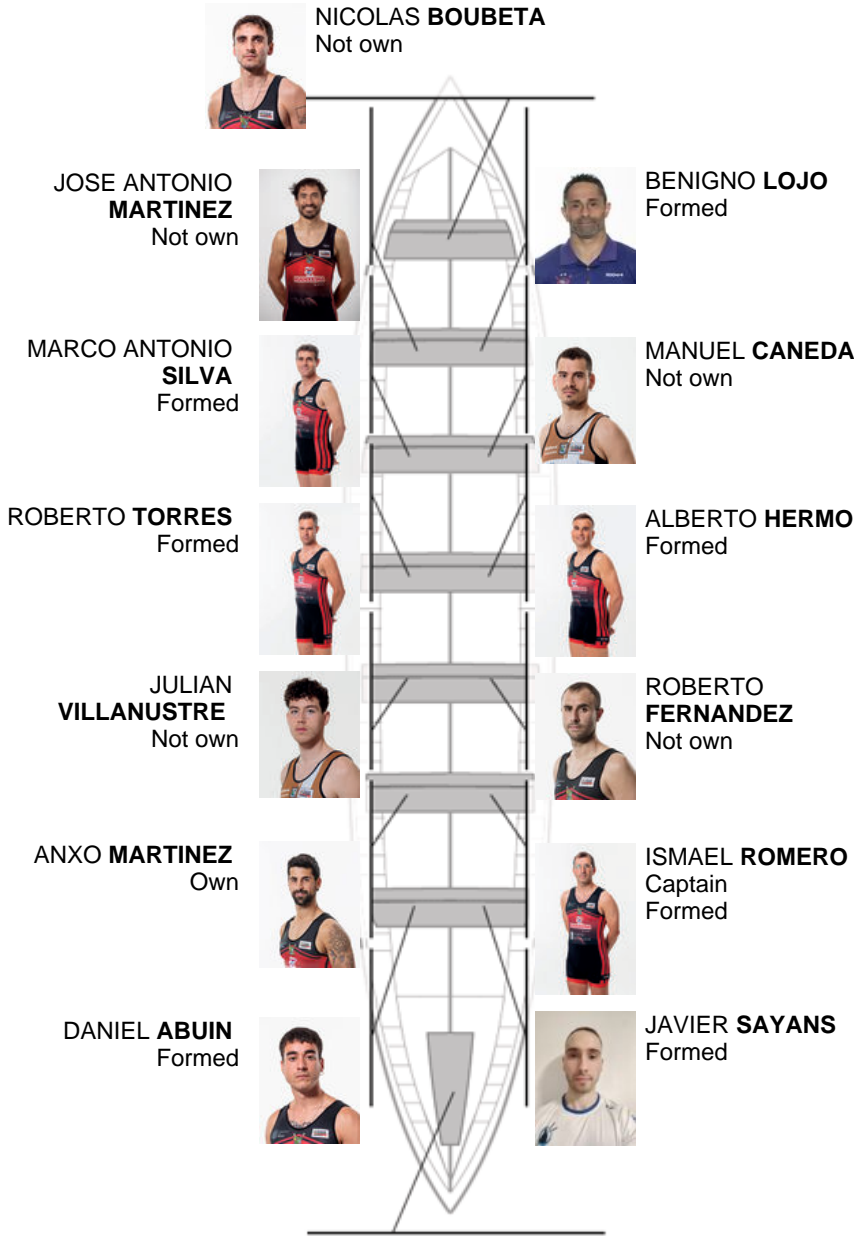 NICOLAS BOUBETA
Not own
JOSE ANTONIO
MARTINEZ
Not own
BENIGNO LOJO
Formed
MARCO ANTONIO
SILVA
Formed
MANUEL CANEDA
Not own
ROBERTO TORRES
Formed
ALBERTO HERMO
Formed
JULIAN
VILLANUSTRE
Not own
ROBERTO
FERNANDEZ
Not own
ANXO MARTINEZ
Own
ISMAEL ROMERO
Captain
Formed
DANIEL ABUIN
Formed
JAVIER SAYANS
Formed